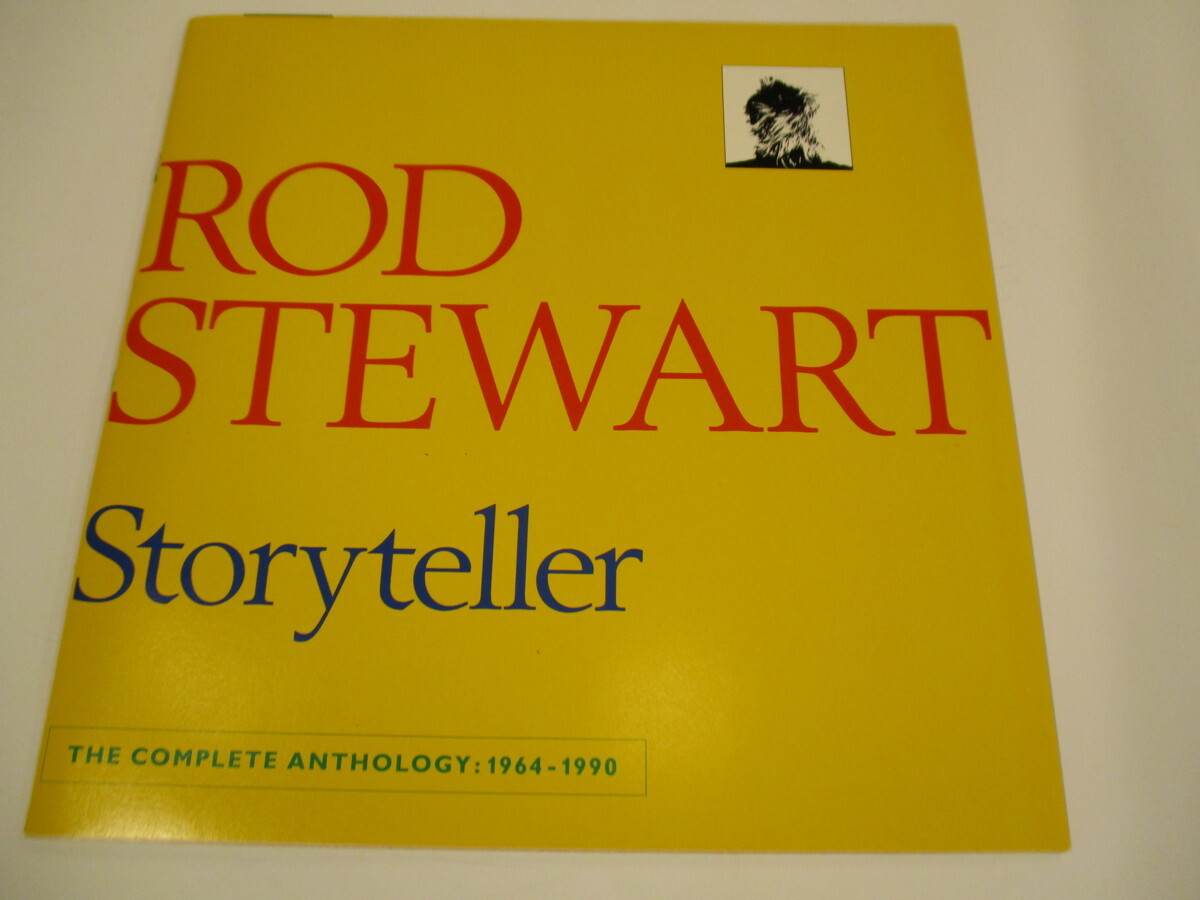 ROD
STEWART
Storyteller
THE COMPLETE ANTHOLOGY: 1964-1990